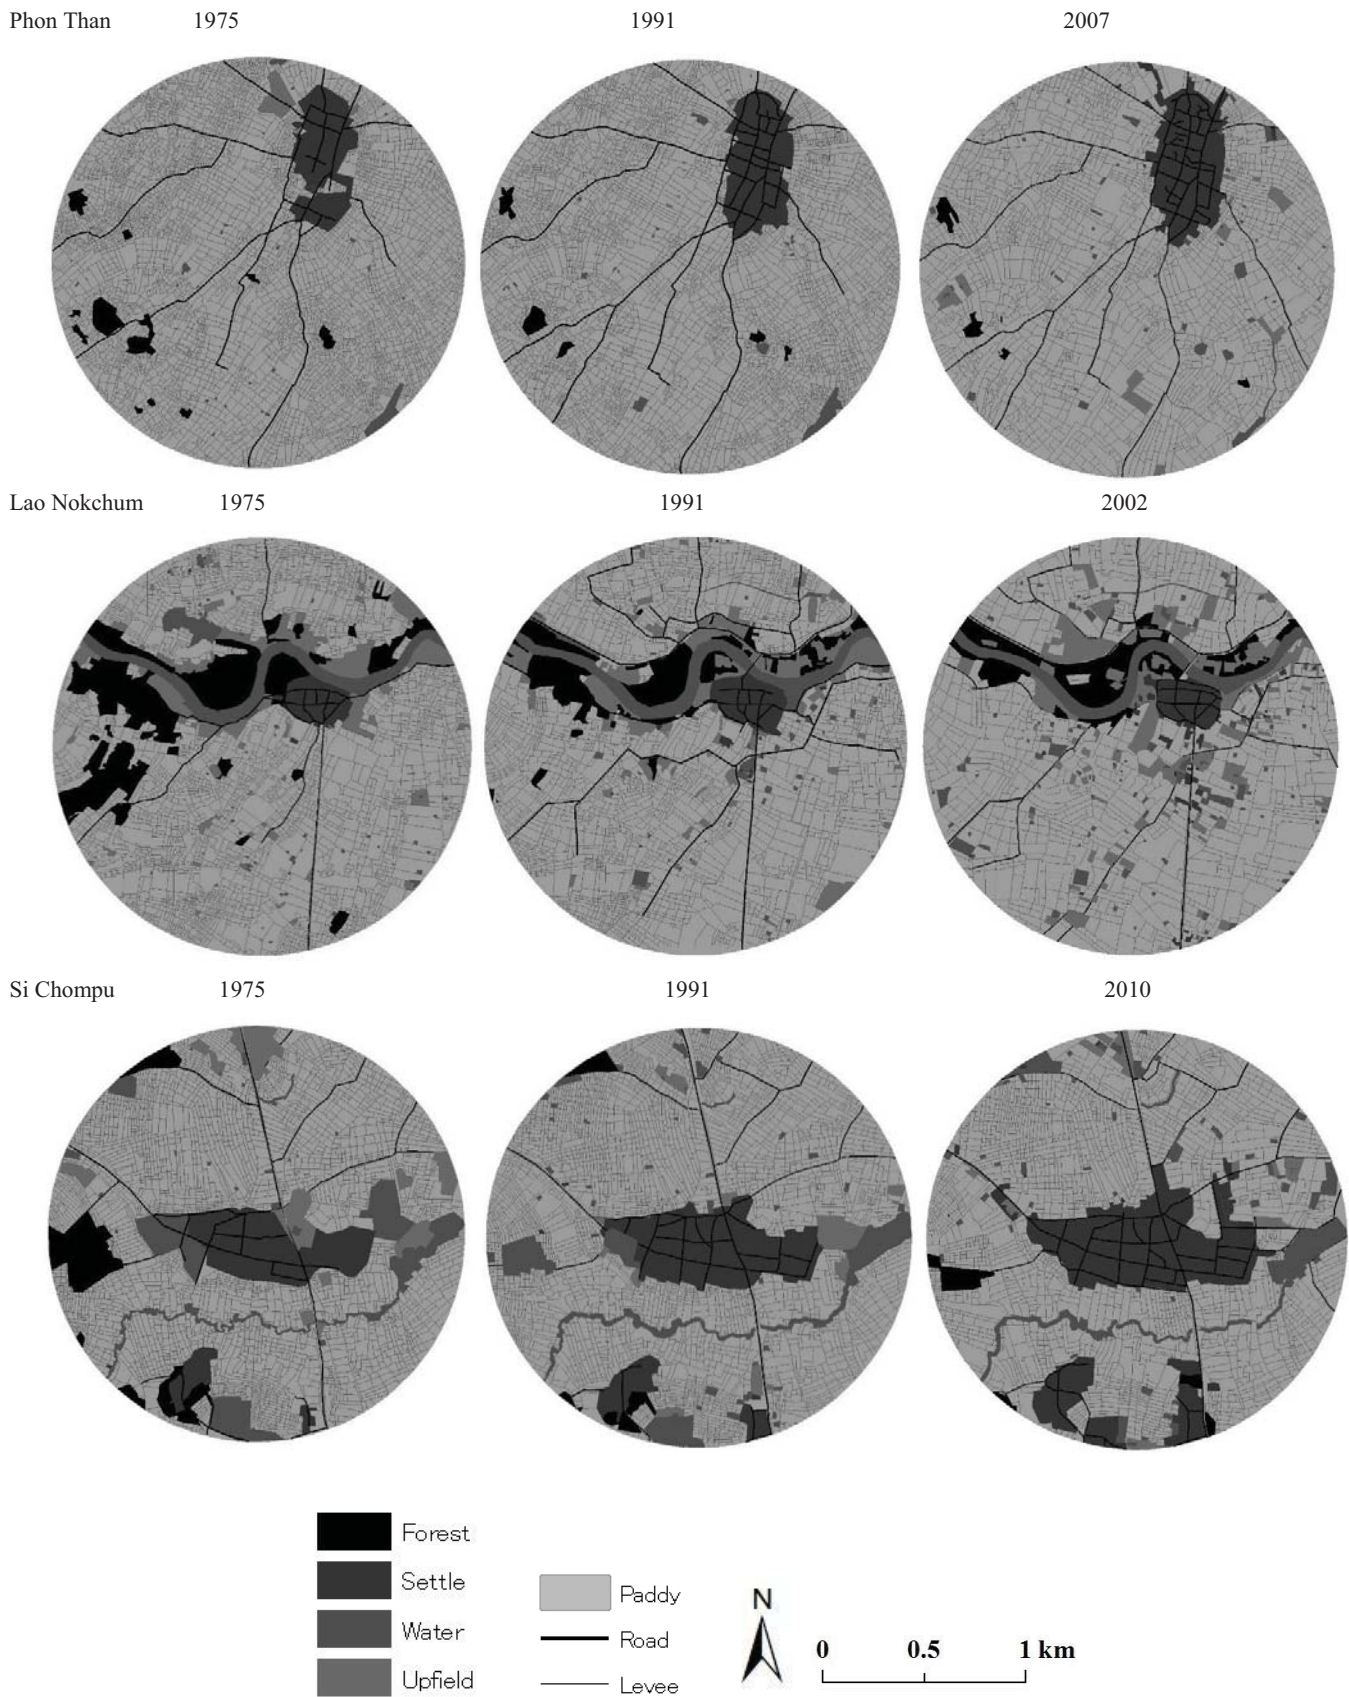 Phon Than 1975 1991 2007
Lao Nokchum 1975 1991 2002
Si Chompu 1975 1991 2010
Forest
Settle
Water
Upfield
Paddy
Road
Levee
N
0 0.5 1 km